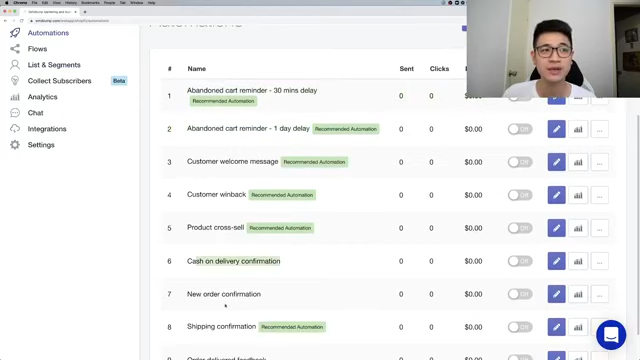 Automations
Flows
List & Segments
Collect Subscribers Beta
Analytics
Chat
Integrations
Settings
# Name Sent Clicks
1 Abandoned cart reminder - 30 mins delay 0 0
Recommended Automation
2 Abandoned cart reminder - 1 day delay Recommended Automation 0 0 $0.00 Off
3 Customer welcome message Recommended Automation 0 0 $0.00 Off
4 Customer winback Recommended Automation 0 0 $0.00 Off
5 Product cross-sell Recommended Automation 0 0 $0.00 Off
6 Cash on delivery confirmation 0 0 $0.00 Off
7 New order confirmation 0 0 $0.00 Off
8 Shipping confirmation Recommended Automation 0 0 $0.00 Off
Order delivered feedback